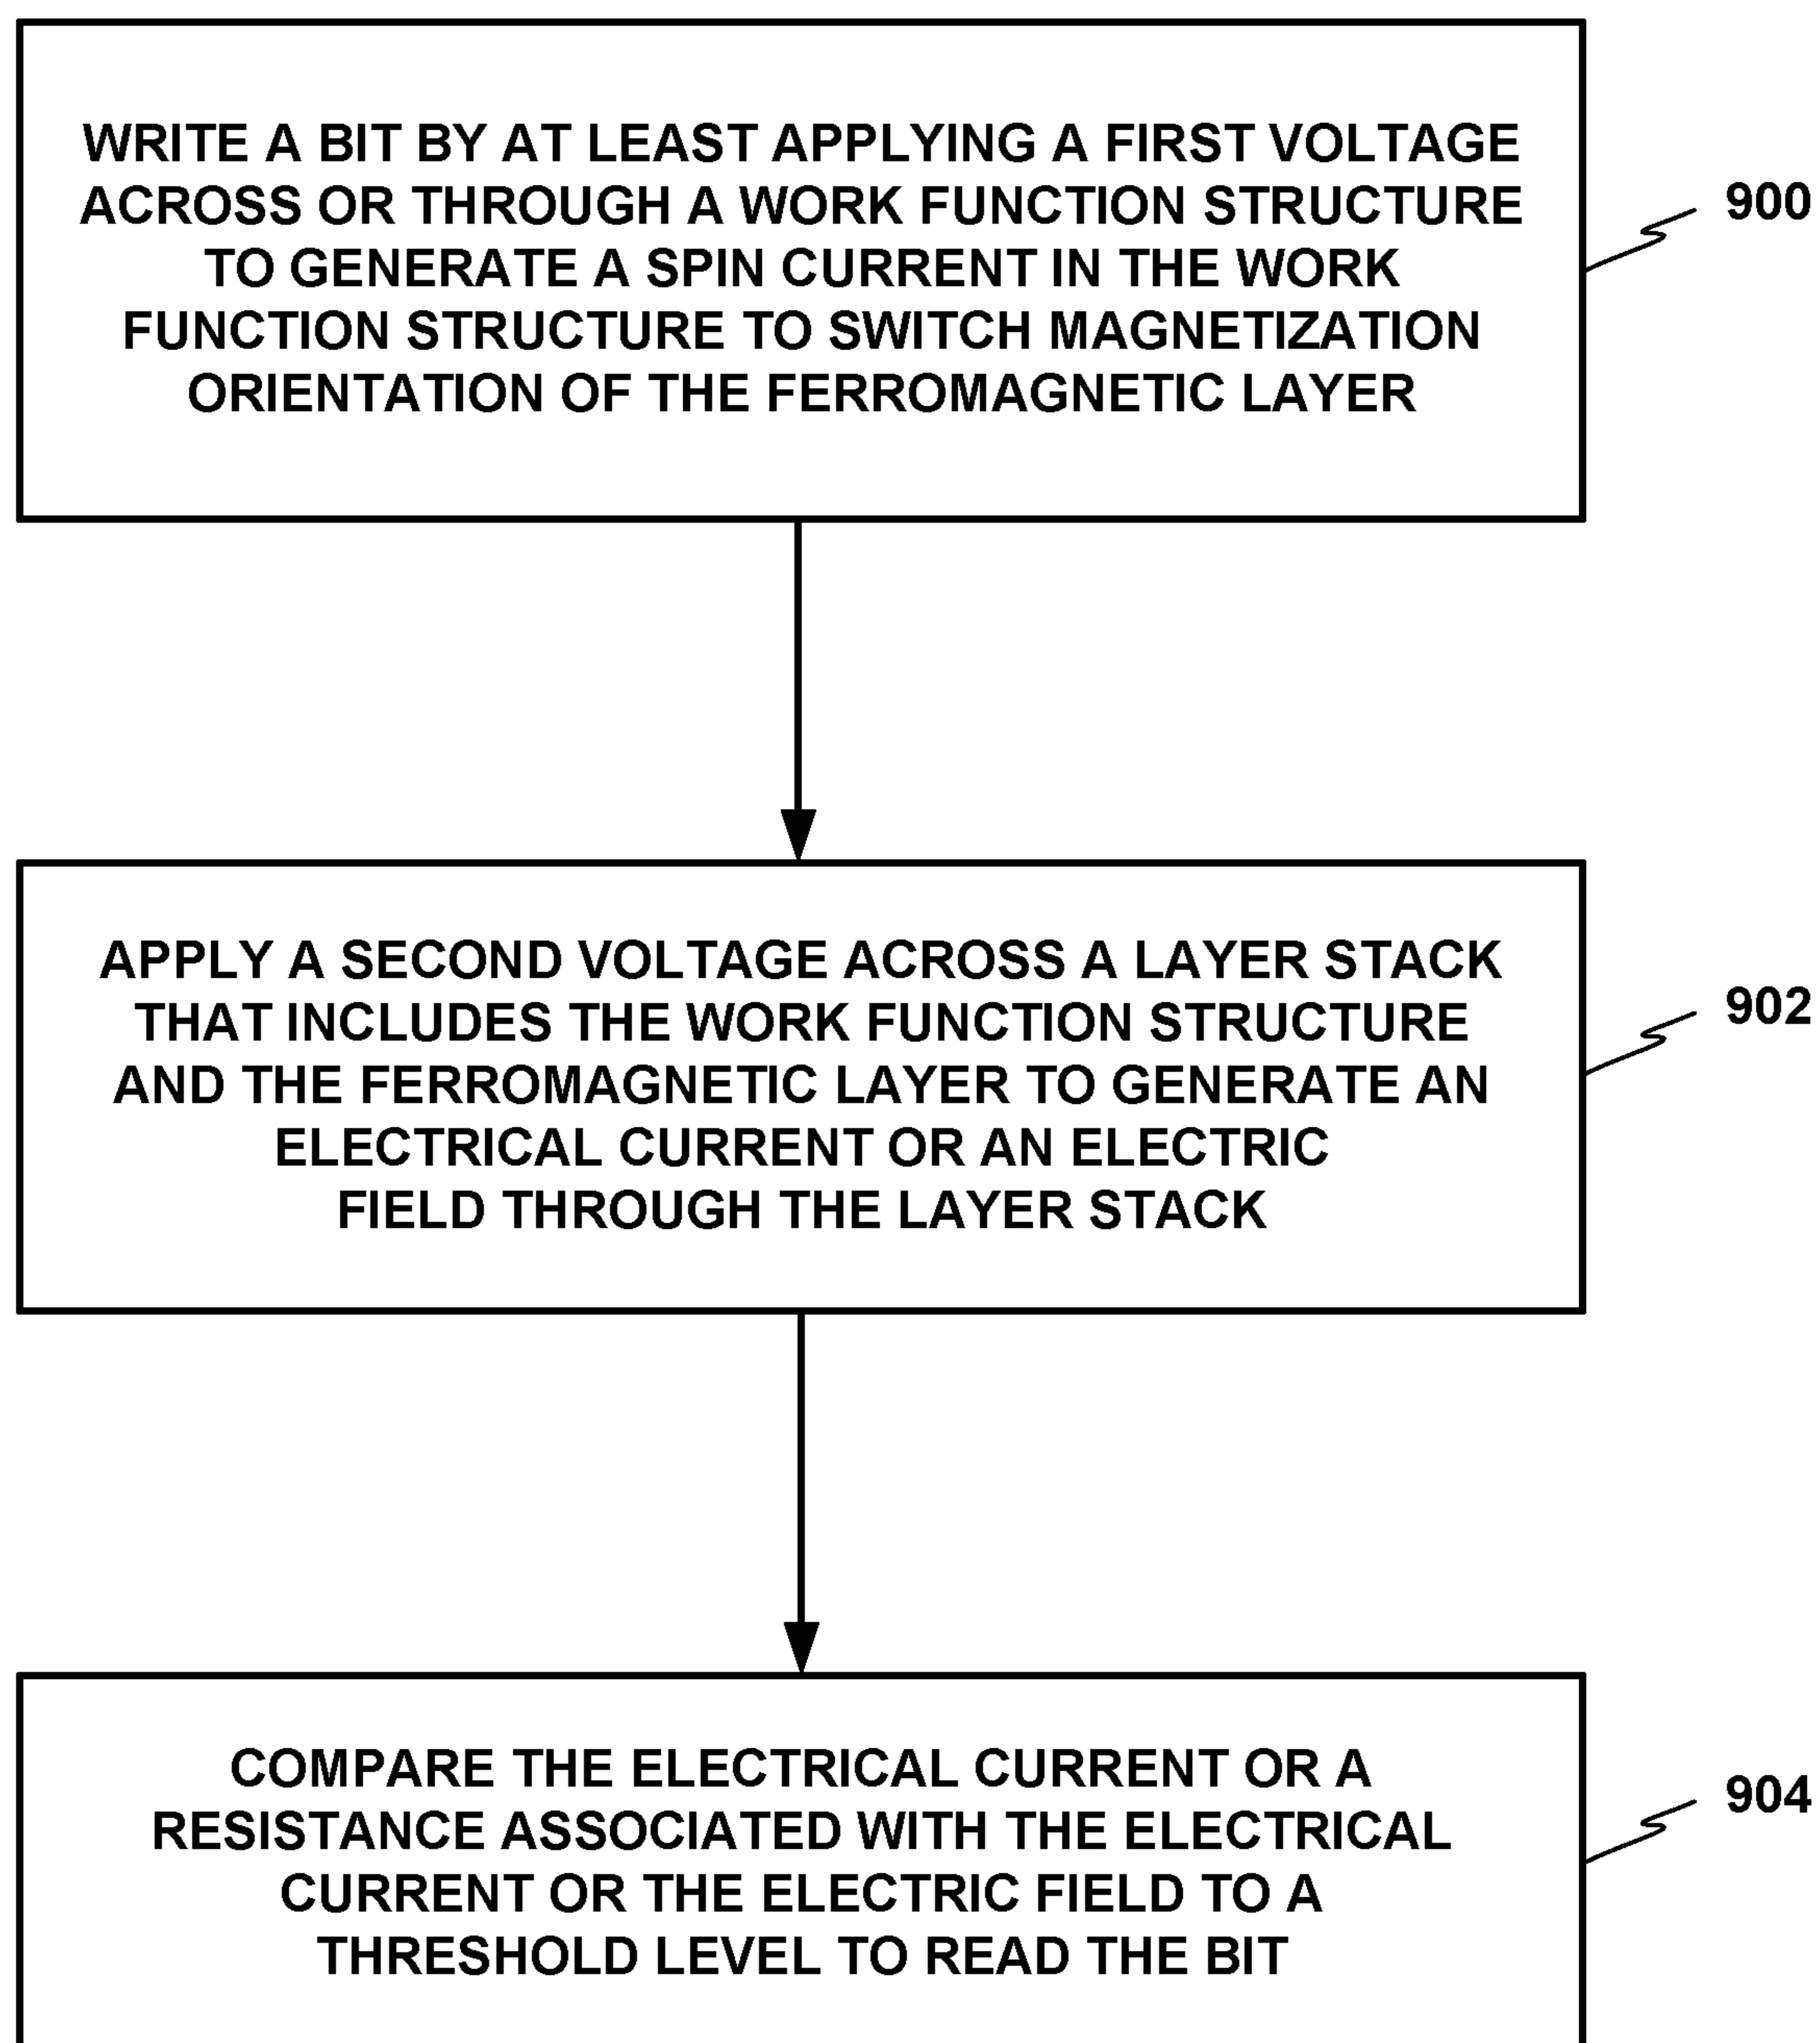 WRITE A BIT BY AT LEAST APPLYING A FIRST VOLTAGE
ACROSS OR THROUGH A WORK FUNCTION STRUCTURE
TO GENERATE A SPIN CURRENT IN THE WORK
FUNCTION STRUCTURE TO SWITCH MAGNETIZATION
ORIENTATION OF THE FERROMAGNETIC LAYER
900
APPLY A SECOND VOLTAGE ACROSS A LAYER STACK
THAT INCLUDES THE WORK FUNCTION STRUCTURE
AND THE FERROMAGNETIC LAYER TO GENERATE AN
ELECTRICAL CURRENT OR AN ELECTRIC
FIELD THROUGH THE LAYER STACK
902
COMPARE THE ELECTRICAL CURRENT OR A
RESISTANCE ASSOCIATED WITH THE ELECTRICAL
CURRENT OR THE ELECTRIC FIELD TO A
THRESHOLD LEVEL TO READ THE BIT
904